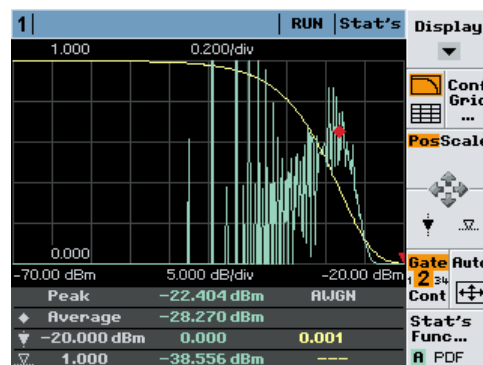 1 RUN Stat's Display
1.000 0.200/div
Cont
Grid
...
PosScale
0.000
-70.00 dBm 5.000 dB/div -20.00 dBm
Gate Auto
1 2 34
Cont
Peak -22.404 dBm AWGN
Average -28.270 dBm
-20.000 dBm 0.000 0.001
1.000 -38.556 dBm ---
Stat's
Func...
A PDF